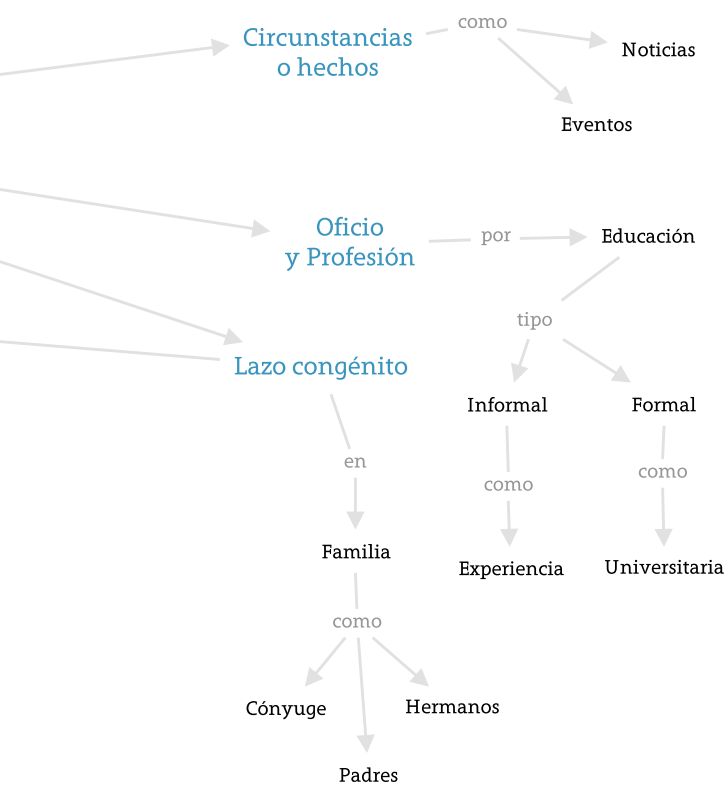 Circunstancias
o hechos
como
Noticias
Eventos
Oficio
y Profesión
por
Educación
tipo
Lazo congénito
Informal
Formal
en
como
como
Familia
Experiencia
Universitaria
como
Cónyuge
Hermanos
Padres